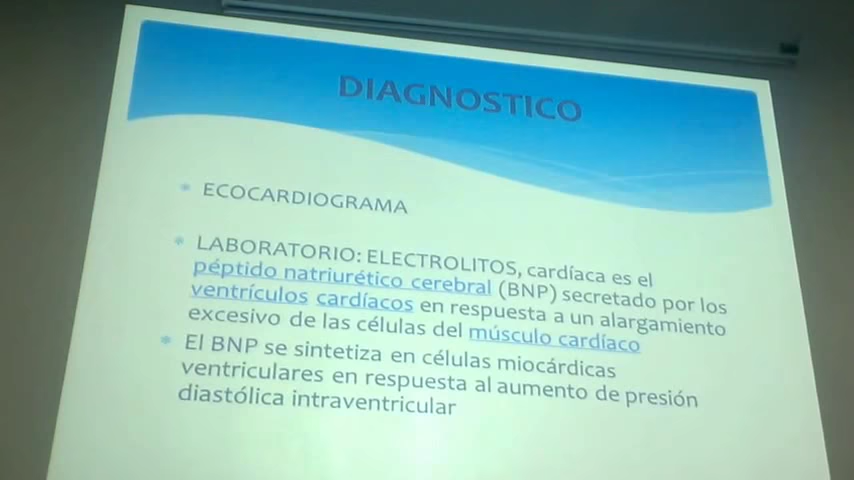 DIAGNOSTICO
ECOCARDIOGRAMA
LABORATORIO: ELECTROLITOS, cardíaca es el
péptido natriurético cerebral (BNP) secretado por los
ventrículos cardíacos en respuesta a un alargamiento
excesivo de las células del músculo cardíaco
El BNP se sintetiza en células miocárdicas
ventriculares en respuesta al aumento de presión
diastólica intraventricular